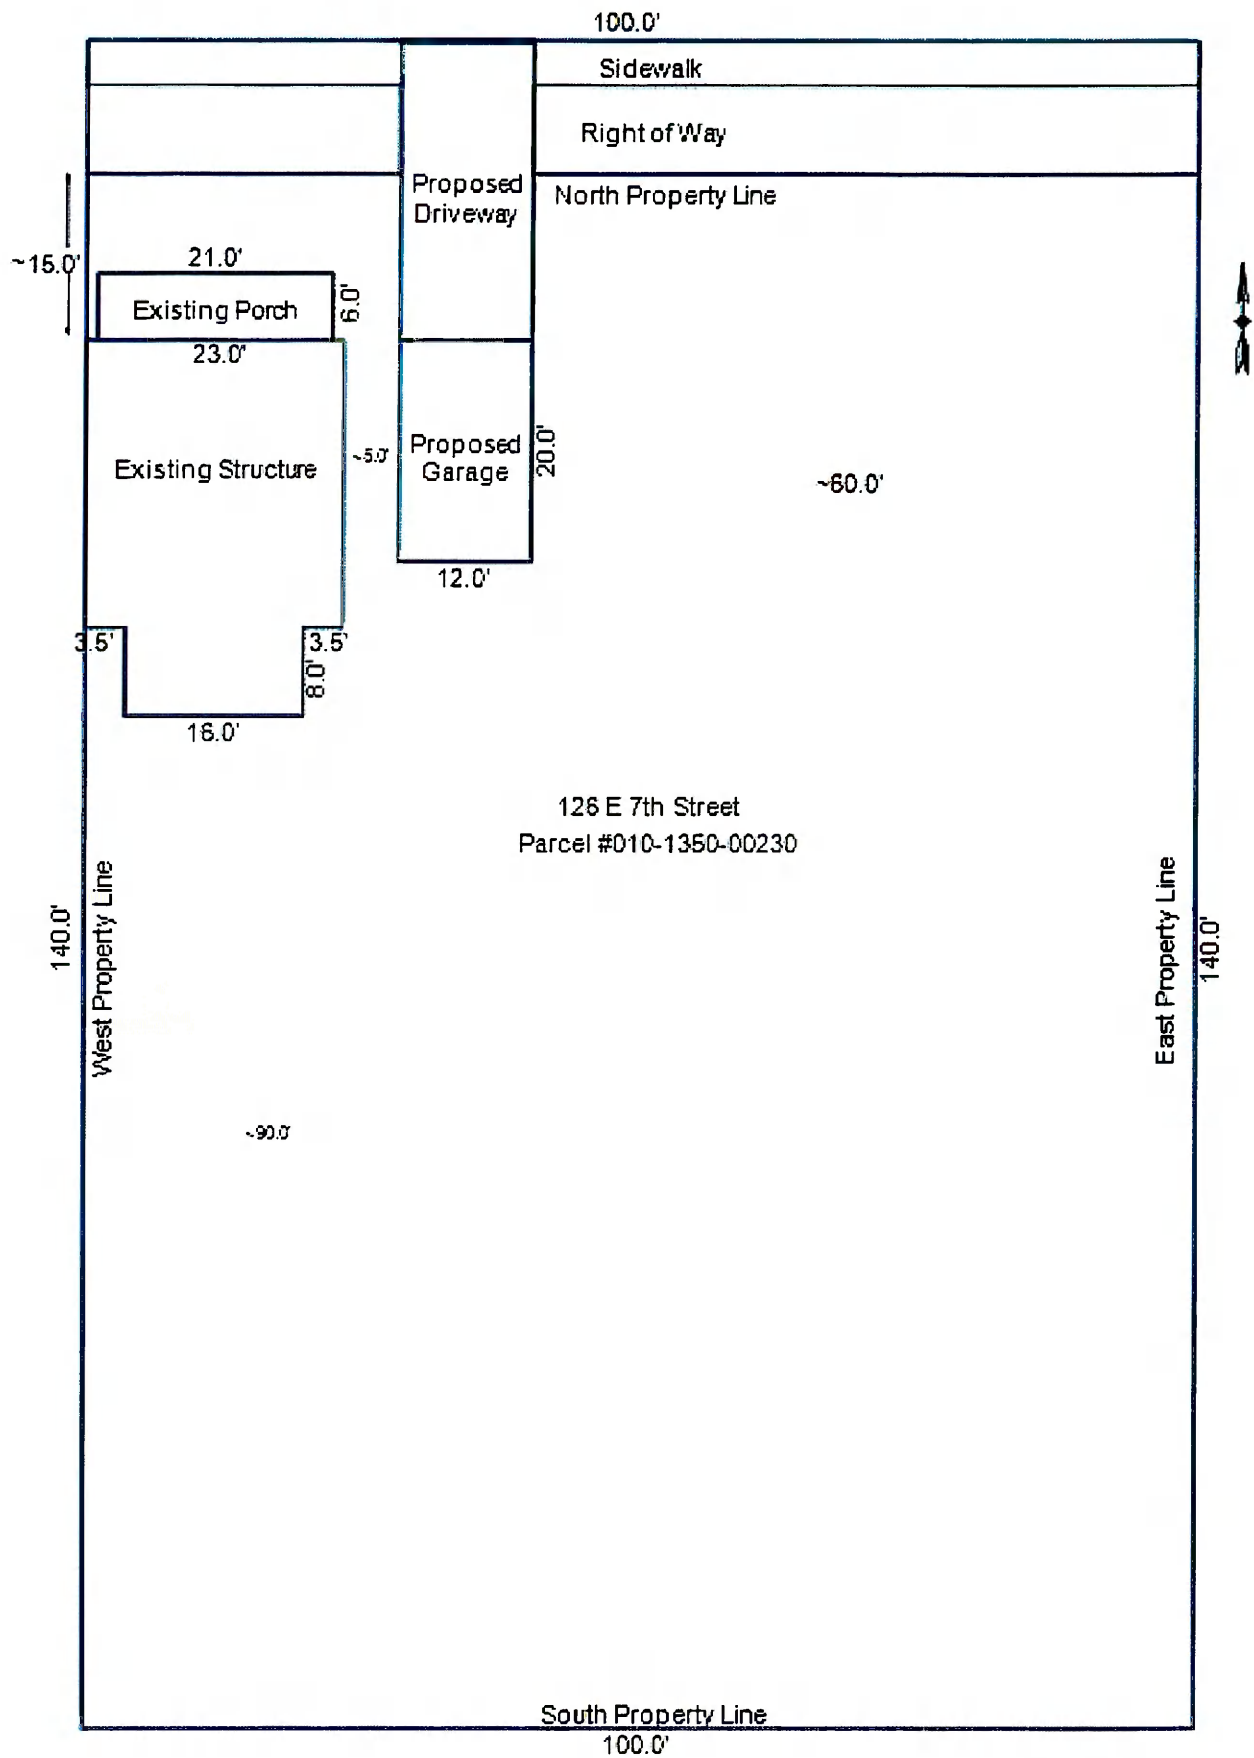 100.0'
Sidewalk
Right of Way
Proposed
Driveway
North Property Line
~15.0'
21.0'
Existing Porch
6.0'
23.0'
Existing Structure
~5.0'
Proposed
Garage
20.0'
~60.0'
12.0'
3.5'
3.5'
8.0'
16.0'
126 E 7th Street
Parcel #010-1350-00230
140.0'
West Property Line
East Property Line
140.0'
~90.0'
South Property Line
100.0'